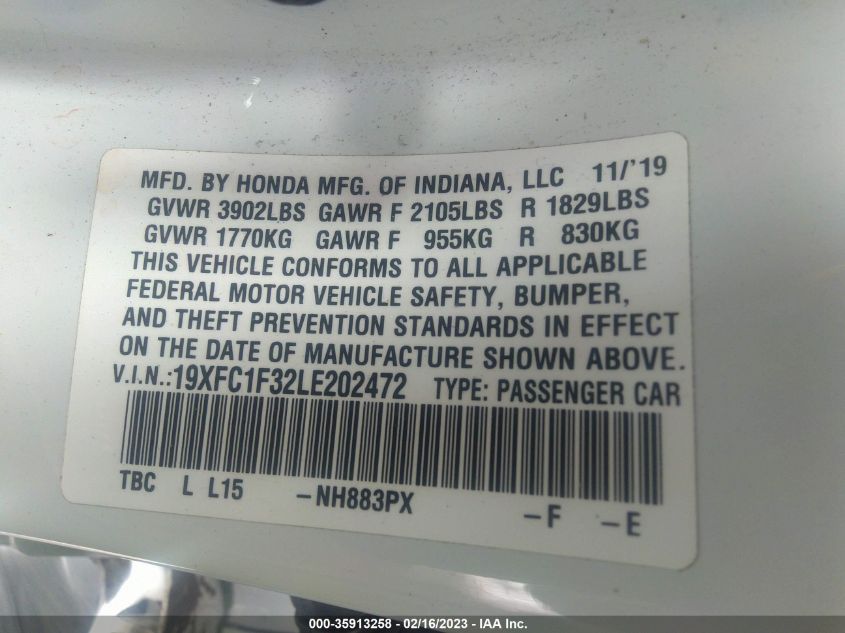 MFD. BY HONDA MFG. OF INDIANA, LLC 11/'19
GVWR 3902LBS GAWR F 2105LBS R 1829LBS
GVWR 1770KG GAWR F 955KG R 830KG
THIS VEHICLE CONFORMS TO ALL APPLICABLE
FEDERAL MOTOR VEHICLE SAFETY, BUMPER,
AND THEFT PREVENTION STANDARDS IN EFFECT
ON THE DATE OF MANUFACTURE SHOWN ABOVE.
V.I.N.:19XFC1F32LE202472 TYPE: PASSENGER CAR
TBC L L15 -NH883PX -F -E
000-35913258 - 02/16/2023 - IAA Inc.